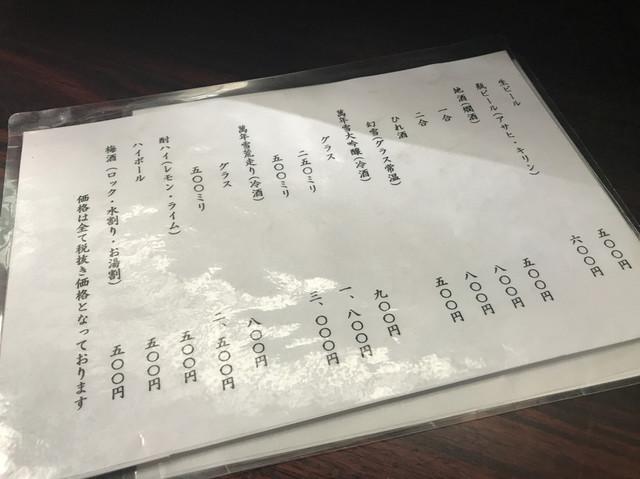 生ビール 五〇〇円
瓶ビール(アサヒ・キリン) 六〇〇円
地酒(燗酒)
一合 五〇〇円
二合 八〇〇円
ひれ酒 八〇〇円
幻雪(グラス常温) 五〇〇円
萬年雪大吟醸(冷酒)
グラス 九〇〇円
二五〇ミリ 一、八〇〇円
五〇〇ミリ 三、〇〇〇円
萬年雪荒走り(冷酒)
グラス 八〇〇円
五〇〇ミリ 二、五〇〇円
酎ハイ(レモン・ライム) 五〇〇円
ハイボール 五〇〇円
梅酒(ロック・水割り・お湯割) 五〇〇円
価格は全て税抜き価格となっております